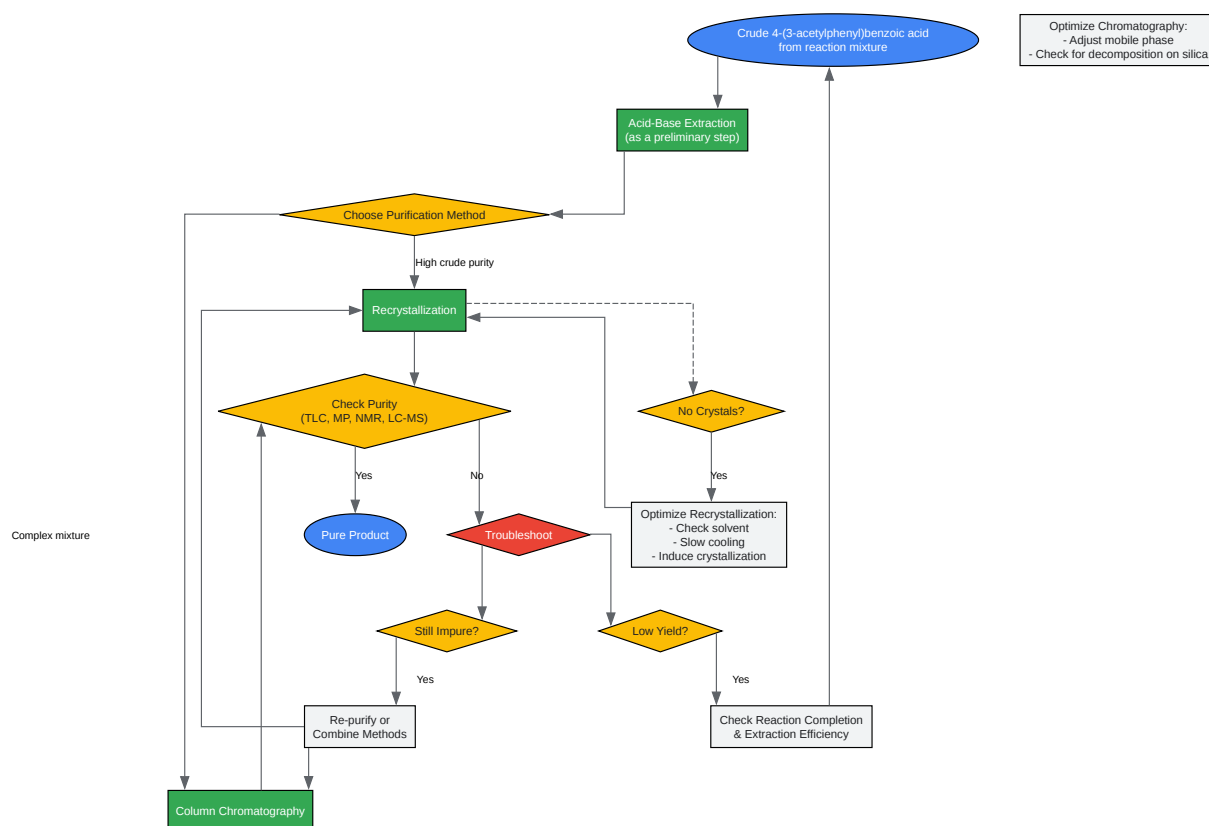 Crude 4-(3-acetylphenyl)benzoic acid
from reaction mixture
Optimize Chromatography:
- Adjust mobile phase
- Check for decomposition on silica
Acid-Base Extraction
(as a preliminary step)
Choose Purification Method
High crude purity
Recrystallization
Check Purity
(TLC, MP, NMR, LC-MS)
No Crystals?
Yes
No
Yes
Optimize Recrystallization:
- Check solvent
- Slow cooling
- Induce crystallization
Pure Product
Troubleshoot
Complex mixture
Still Impure?
Low Yield?
Yes
Yes
Re-purify or
Combine Methods
Check Reaction Completion
& Extraction Efficiency
Column Chromatography